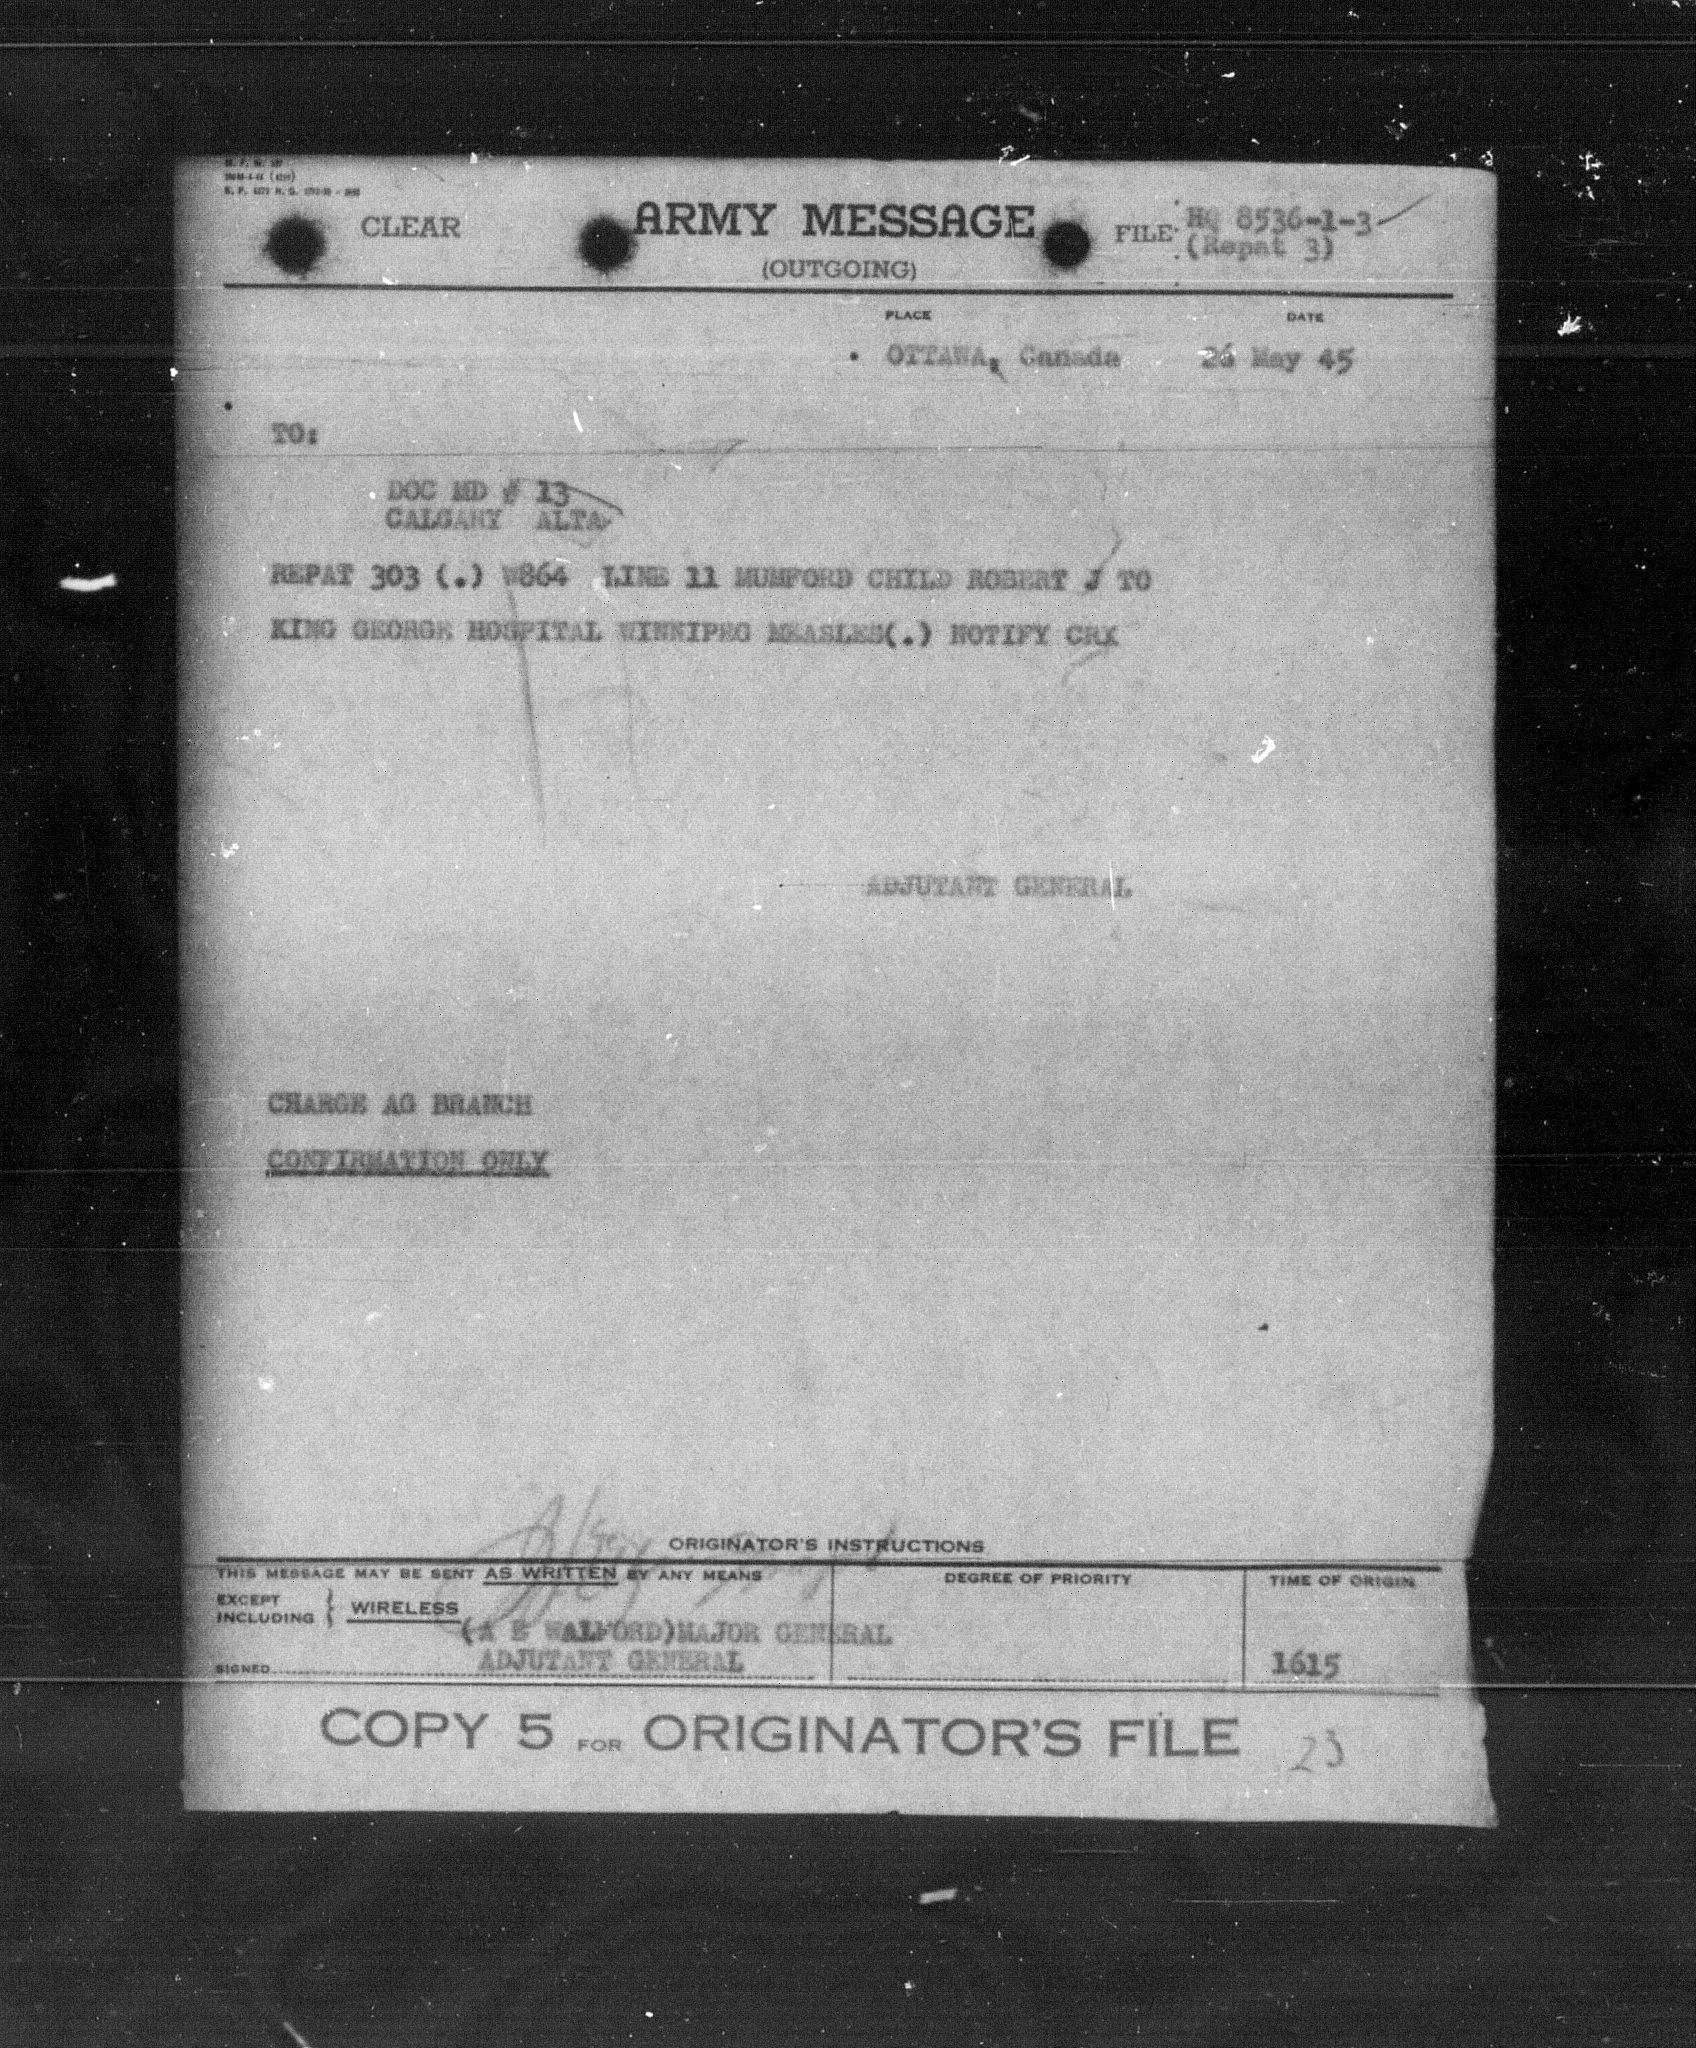 CLEAR
ARMY MESSAGE
(OUTGOING)
FILE HQ 8536-1-3
(Repat 3)
PLACE
DATE
OTTAWA, Canada 26 May 45
TO:
DOC MD # 13
CALGARY ALTA
REPAT 303 (.) W864 LINE 11 MUMFORD CHILD ROBERT J TO
KING GEORGE HOSPITAL WINNIPEG MEASLES(.) NOTIFY CRX
ADJUTANT GENERAL
CHARGE AG BRANCH
CONFIRMATION ONLY
ORIGINATOR'S INSTRUCTIONS
THIS MESSAGE MAY BE SENT AS WRITTEN BY ANY MEANS
EXCEPT
INCLUDING } WIRELESS
(A E WALFORD)MAJOR GENERAL
SIGNED ADJUTANT GENERAL
DEGREE OF PRIORITY
TIME OF ORIGIN
1615
COPY 5 FOR ORIGINATOR'S FILE
23